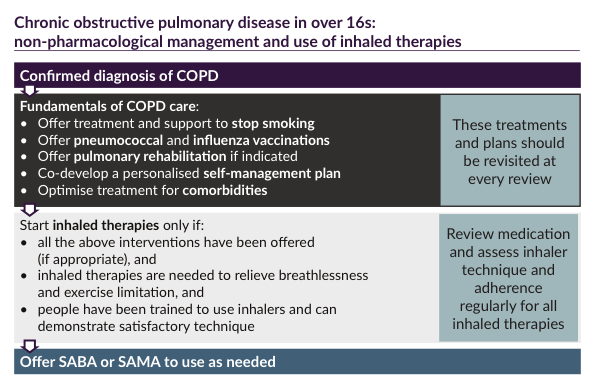 Chronic obstructive pulmonary disease in over 16s:
non-pharmacological management and use of inhaled therapies
Confirmed diagnosis of COPD
Fundamentals of COPD care:
• Offer treatment and support to stop smoking
• Offer pneumococcal and influenza vaccinations
• Offer pulmonary rehabilitation if indicated
• Co-develop a personalised self-management plan
• Optimise treatment for comorbidities
These treatments
and plans should
be revisited at
every review
Start inhaled therapies only if:
• all the above interventions have been offered
(if appropriate), and
• inhaled therapies are needed to relieve breathlessness
and exercise limitation, and
• people have been trained to use inhalers and can
demonstrate satisfactory technique
Review medication
and assess inhaler
technique and
adherence
regularly for all
inhaled therapies
Offer SABA or SAMA to use as needed